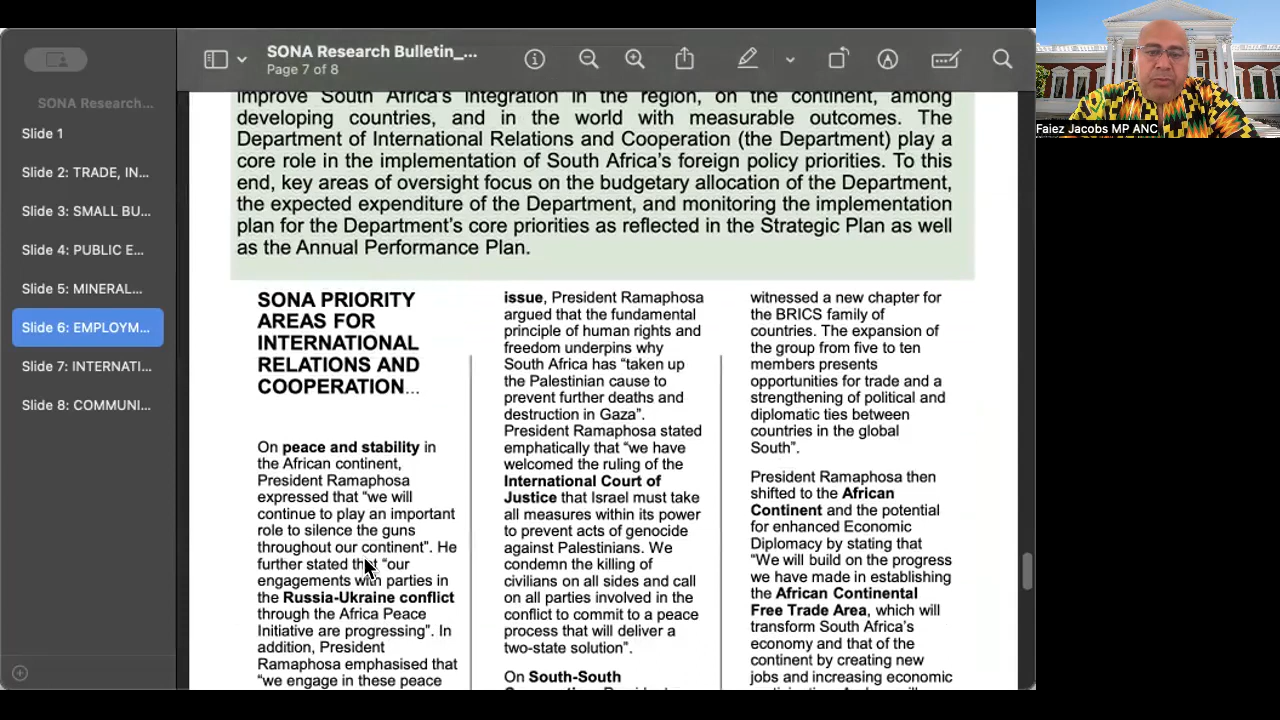 SONA Research Bulletin_...
Page 7 of 8
SONA Research...
Slide 1
Slide 2: TRADE, IN...
Slide 3: SMALL BU...
Slide 4: PUBLIC E...
Slide 5: MINERAL...
Slide 6: EMPLOYM...
Slide 7: INTERNATI...
Slide 8: COMMUNI...
improve South Africa's integration in the region, on the continent, among
developing countries, and in the world with measurable outcomes. The
Department of International Relations and Cooperation (the Department) play a
core role in the implementation of South Africa's foreign policy priorities. To this
end, key areas of oversight focus on the budgetary allocation of the Department,
the expected expenditure of the Department, and monitoring the implementation
plan for the Department's core priorities as reflected in the Strategic Plan as well
as the Annual Performance Plan.
SONA PRIORITY
AREAS FOR
INTERNATIONAL
RELATIONS AND
COOPERATION...
On peace and stability in
the African continent,
President Ramaphosa
expressed that “we will
continue to play an important
role to silence the guns
throughout our continent”. He
further stated that “our
engagements with parties in
the Russia-Ukraine conflict
through the Africa Peace
Initiative are progressing”. In
addition, President
Ramaphosa emphasised that
“we engage in these peace
issue, President Ramaphosa
argued that the fundamental
principle of human rights and
freedom underpins why
South Africa has “taken up
the Palestinian cause to
prevent further deaths and
destruction in Gaza”.
President Ramaphosa stated
emphatically that “we have
welcomed the ruling of the
International Court of
Justice that Israel must take
all measures within its power
to prevent acts of genocide
against Palestinians. We
condemn the killing of
civilians on all sides and call
on all parties involved in the
conflict to commit to a peace
process that will deliver a
two-state solution”.
On South-South
witnessed a new chapter for
the BRICS family of
countries. The expansion of
the group from five to ten
members presents
opportunities for trade and a
strengthening of political and
diplomatic ties between
countries in the global
South”.
President Ramaphosa then
shifted to the African
Continent and the potential
for enhanced Economic
Diplomacy by stating that
“We will build on the progress
we have made in establishing
the African Continental
Free Trade Area, which will
transform South Africa's
economy and that of the
continent by creating new
jobs and increasing economic
Faiez Jacobs MP ANC